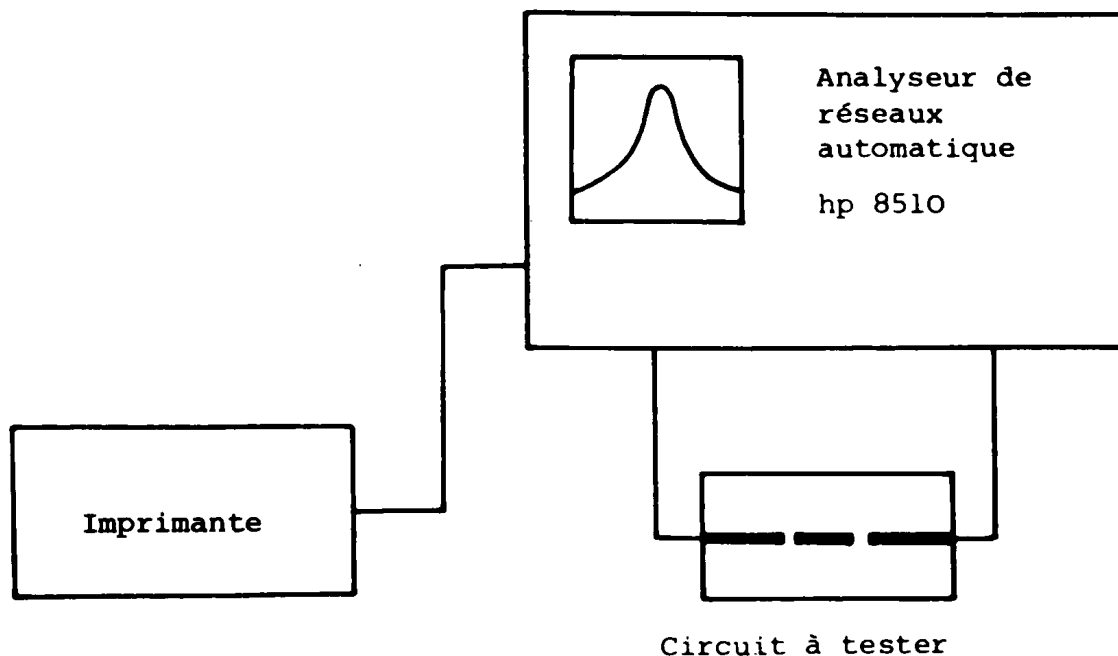 Analyseur de
réseaux
automatique
hp 8510
Imprimante
Circuit à tester